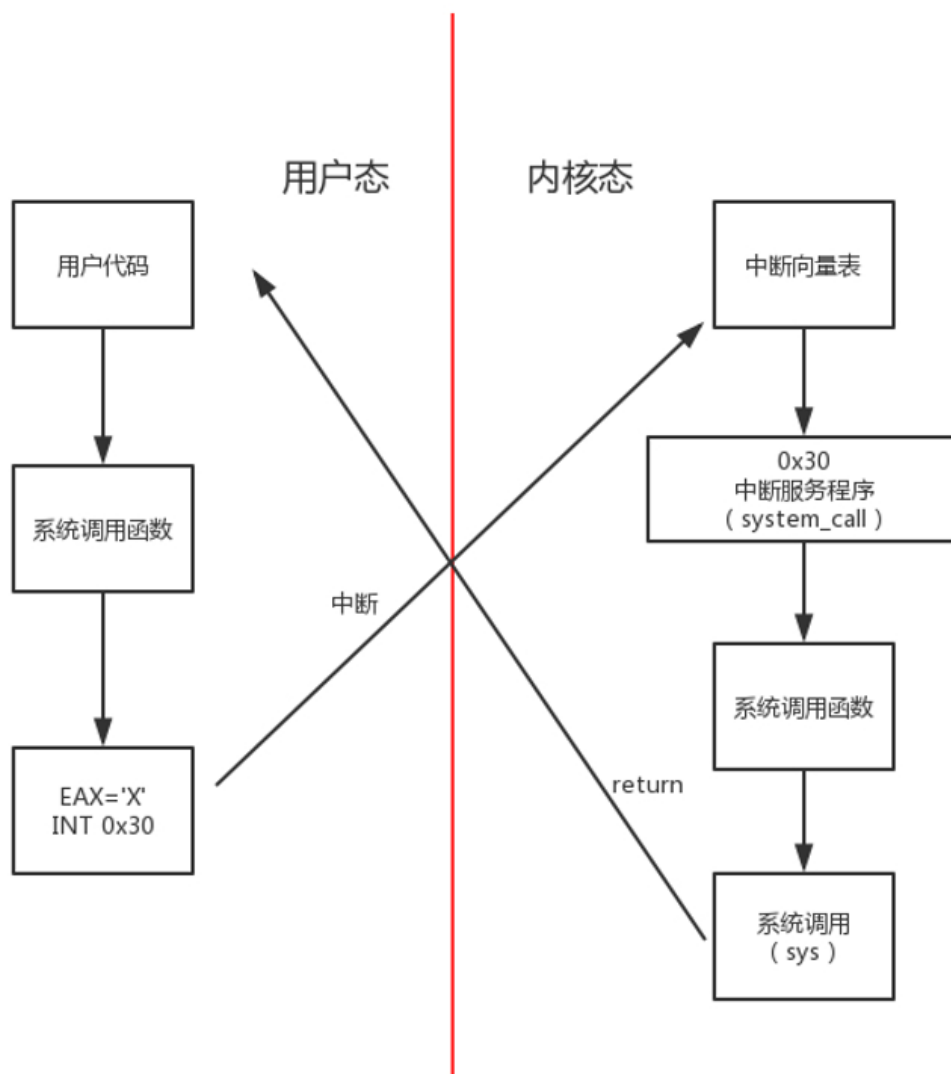 用户态
内核态
用户代码
中断向量表
0x30
中断服务程序
（system_call）
系统调用函数
中断
系统调用函数
return
EAX='X'
INT 0x30
系统调用
（sys）